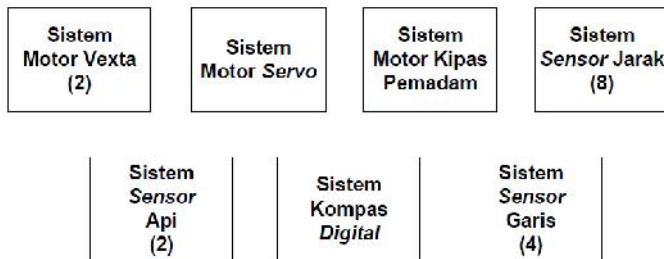 Sistem
Motor Vexta
(2)
Sistem
Motor Servo
Sistem
Motor Kipas
Pemadam
Sistem
Sensor Jarak
(8)
Sistem
Sensor
Api
(2)
Sistem
Kompas
Digital
Sistem
Sensor
Garis
(4)